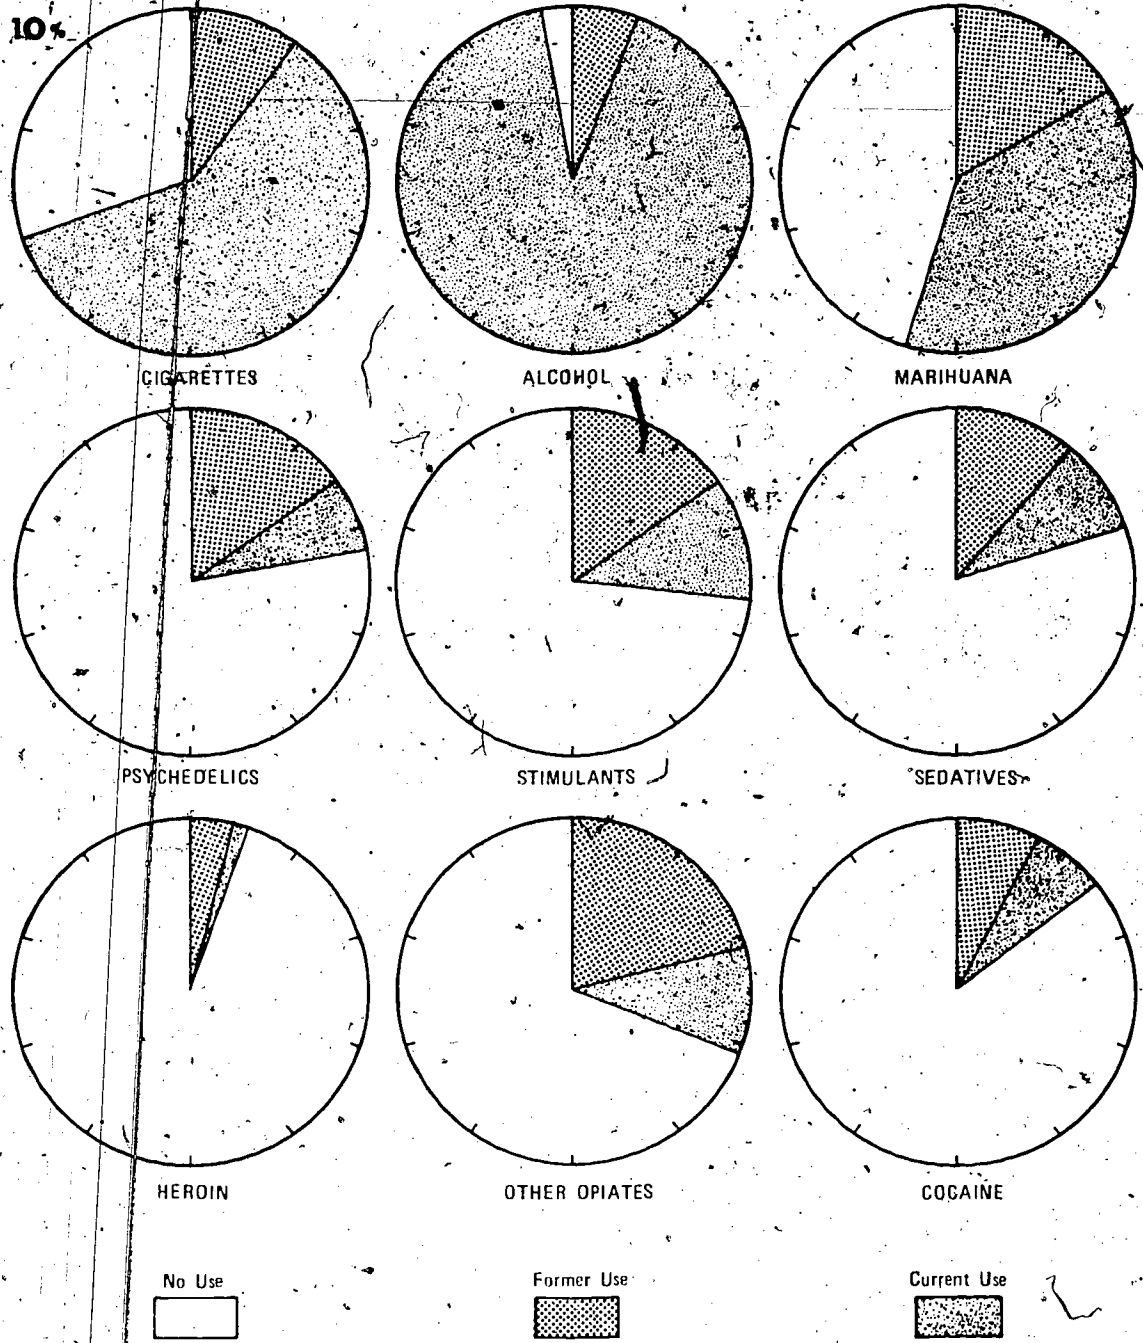 10%
CIGARETTES
ALCOHOL
MARIHUANA
PSYCHEDELICS
STIMULANTS
SEDATIVES
HEROIN
OTHER OPIATES
COCAINE
No Use
Former Use
Current Use